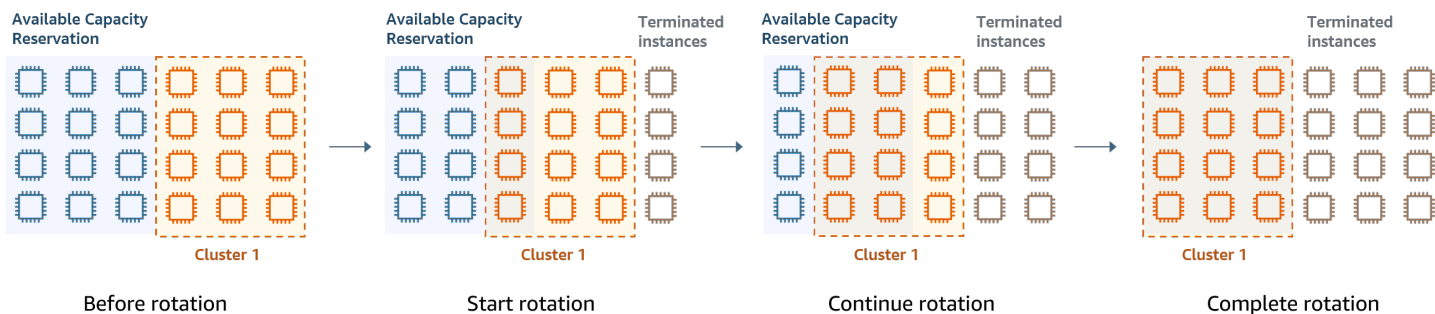 Available Capacity
Reservation
Cluster 1
Before rotation
Available Capacity
Reservation
Terminated
instances
Cluster 1
Start rotation
Available Capacity
Reservation
Terminated
instances
Cluster 1
Continue rotation
Terminated
instances
Cluster 1
Complete rotation